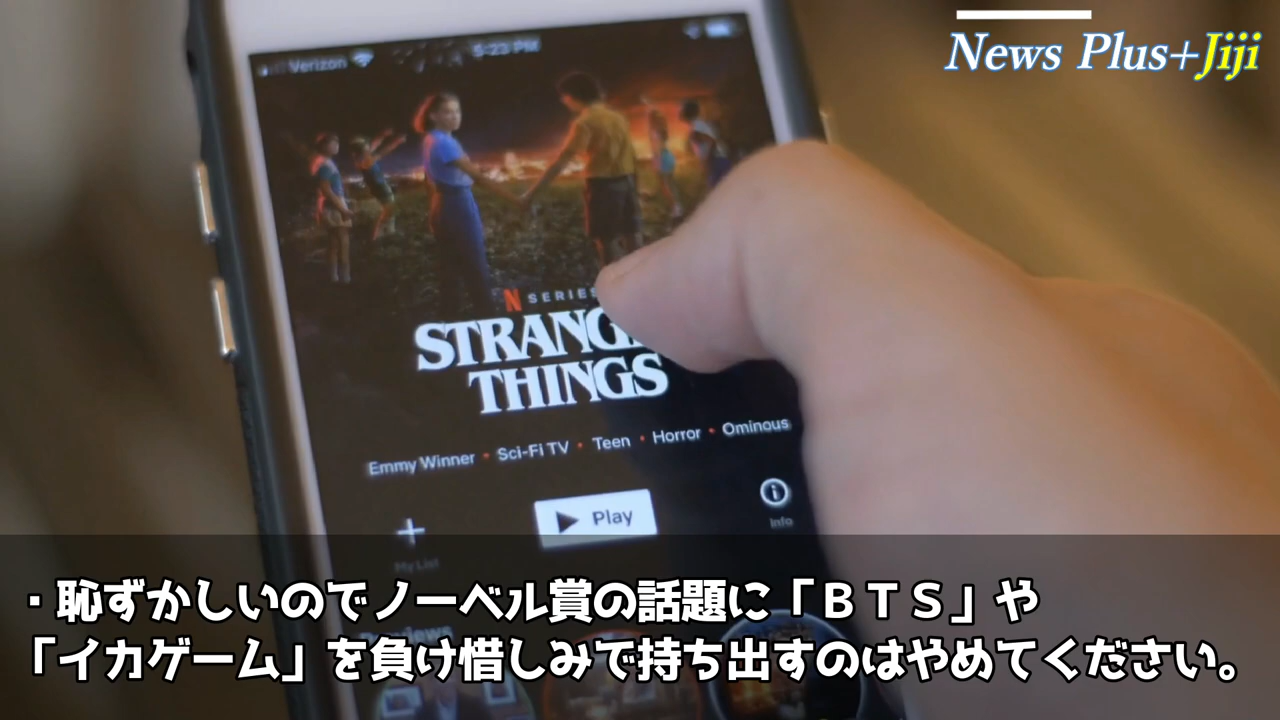 News Plus+Jiji
Verizon 5:23 PM
N SERIES
STRANG
THINGS
Emmy Winner • Sci-Fi TV • Teen • Horror • Ominous
Play
My List
Info
・恥ずかしいのでノーベル賞の話題に「ＢＴＳ」や
「イカゲーム」を負け惜しみで持ち出すのはやめてください。